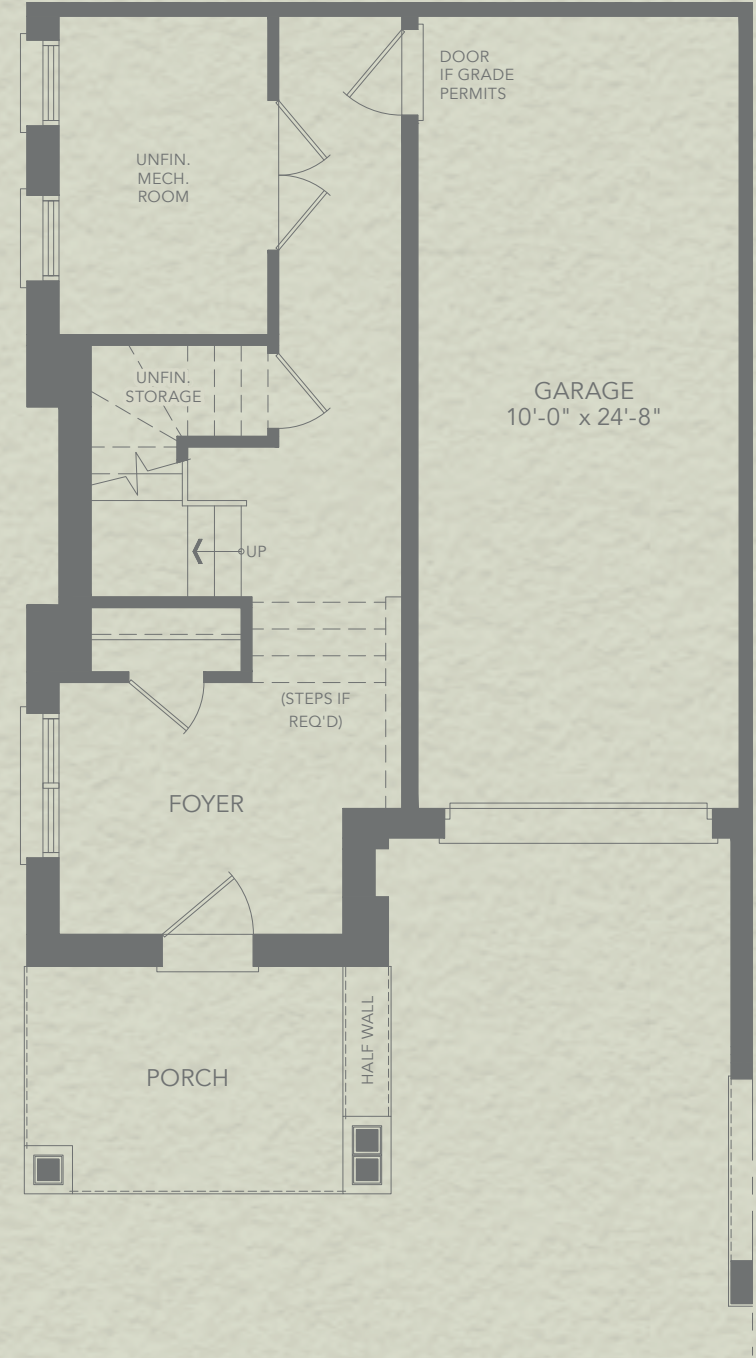 DOOR
IF GRADE
PERMITS
UNFIN.
MECH.
ROOM
UNFIN.
STORAGE
GARAGE
10'-0" x 24'-8"
UP
(STEPS IF
REQ'D)
FOYER
HALF WALL
PORCH